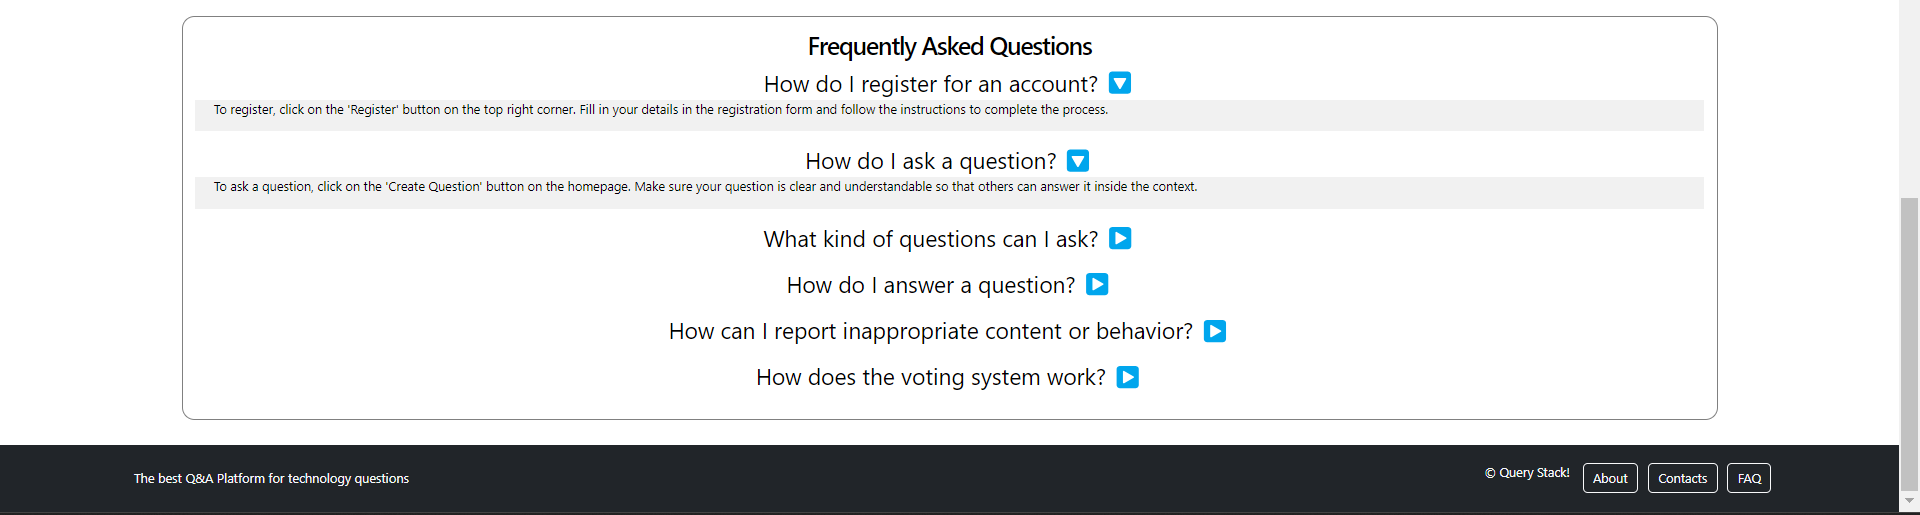 Frequently Asked Questions
How do I register for an account?
To register, click on the 'Register' button on the top right corner. Fill in your details in the registration form and follow the instructions to complete the process.
How do I ask a question?
To ask a question, click on the 'Create Question' button on the homepage. Make sure your question is clear and understandable so that others can answer it inside the context.
What kind of questions can I ask?
How do I answer a question?
How can I report inappropriate content or behavior?
How does the voting system work?
The best Q&A Platform for technology questions
© Query Stack! About Contacts FAQ